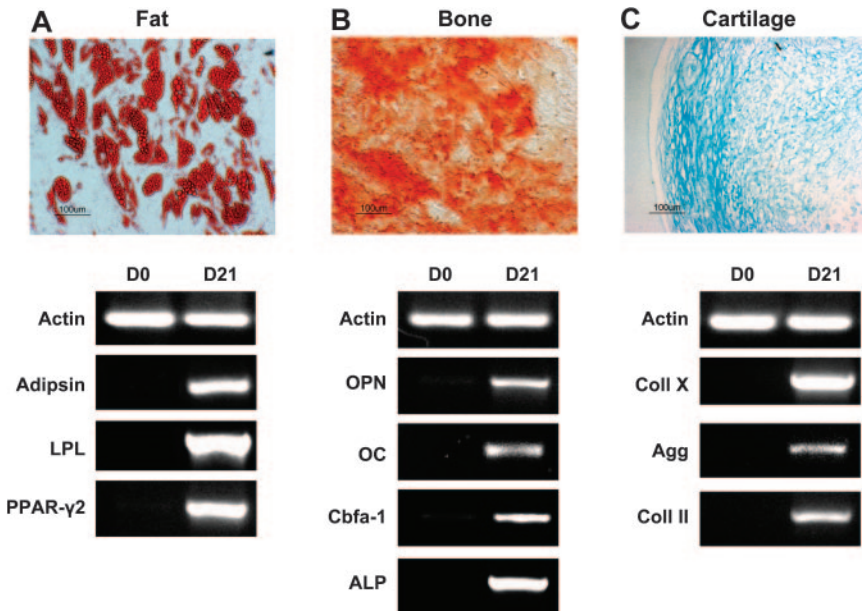 A Fat
100um
D0 D21
Actin
Adipsin
LPL
PPAR-γ2
B Bone
100um
D0 D21
Actin
OPN
OC
Cbfa-1
ALP
C Cartilage
100um
D0 D21
Actin
Coll X
Agg
Coll II